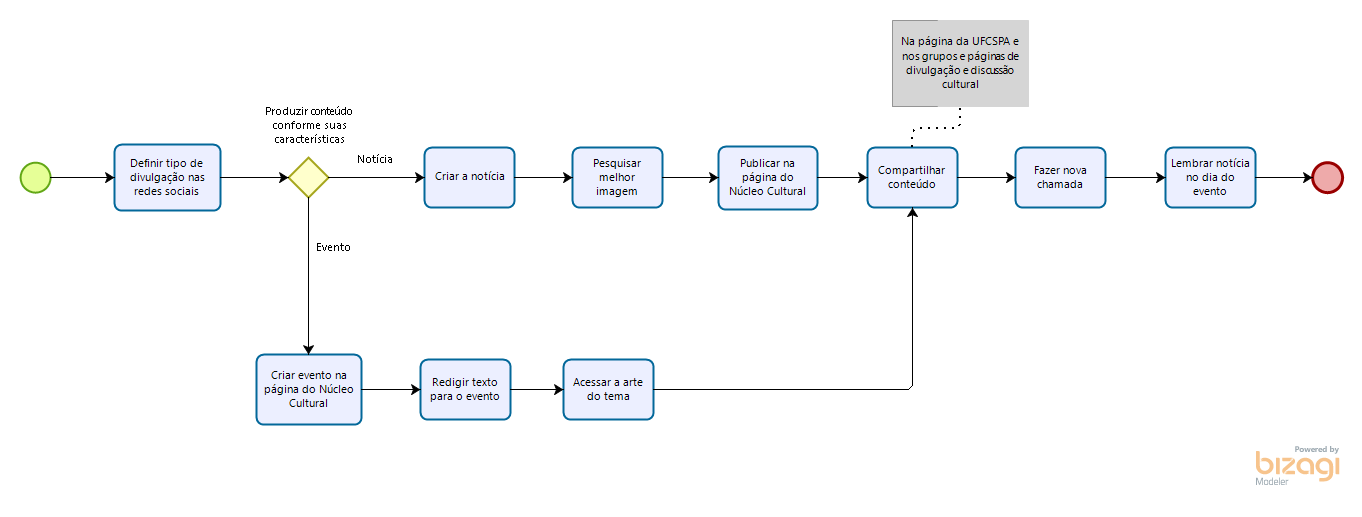 Na página da UFCSPA e
nos grupos e páginas de
divulgação e discussão
cultural
Produzir conteúdo
conforme suas
características
Definir tipo de
divulgação nas
redes sociais
Notícia
Criar a notícia
Pesquisar
melhor
imagem
Publicar na
página do
Núcleo Cultural
Compartilhar
conteúdo
Fazer nova
chamada
Lembrar notícia
no dia do
evento
Evento
Criar evento na
página do Núcleo
Cultural
Redigir texto
para o evento
Acessar a arte
do tema
Powered by
bizagi
Modeler